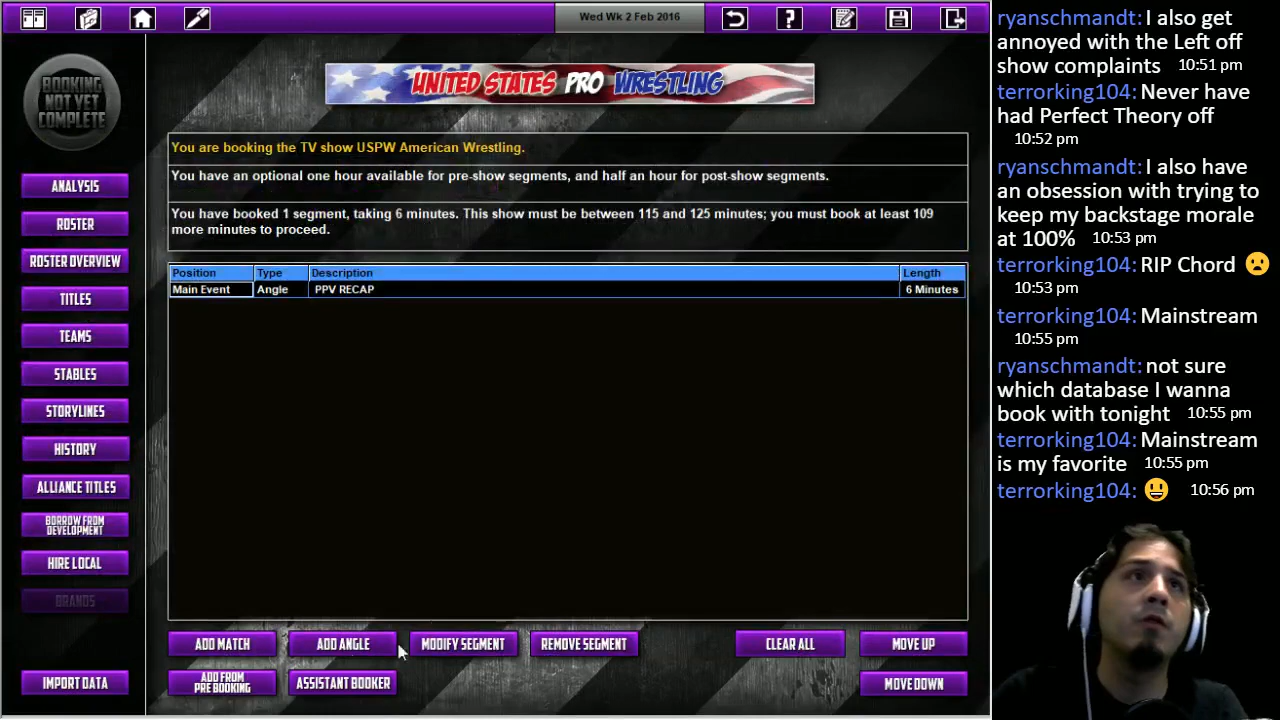 Wed Wk 2 Feb 2016
BOOKING
NOT YET
COMPLETE
UNITED STATES PRO WRESTLING
You are booking the TV show USPW American Wrestling.
You have an optional one hour available for pre-show segments, and half an hour for post-show segments.
You have booked 1 segment, taking 6 minutes. This show must be between 115 and 125 minutes; you must book at least 109
more minutes to proceed.
ANALYSIS
ROSTER
ROSTER OVERVIEW
TITLES
TEAMS
STABLES
STORYLINES
HISTORY
ALLIANCE TITLES
BORROW FROM
DEVELOPMENT
HIRE LOCAL
BRANDS
IMPORT DATA
Position Type Description Length
Main Event Angle PPV RECAP 6 Minutes
ADD MATCH ADD ANGLE MODIFY SEGMENT REMOVE SEGMENT CLEAR ALL MOVE UP
ADD FROM
PRE BOOKING
ASSISTANT BOOKER
MOVE DOWN
ryanschmandt: I also get
annoyed with the Left off
show complaints 10:51 pm
terrorking104: Never have
had Perfect Theory off
10:52 pm
ryanschmandt: I also have
an obsession with trying to
keep my backstage morale
at 100% 10:53 pm
terrorking104: RIP Chord 😦
10:53 pm
terrorking104: Mainstream
10:55 pm
ryanschmandt: not sure
which database I wanna
book with tonight 10:55 pm
terrorking104: Mainstream
is my favorite 10:55 pm
terrorking104: 😃 10:56 pm